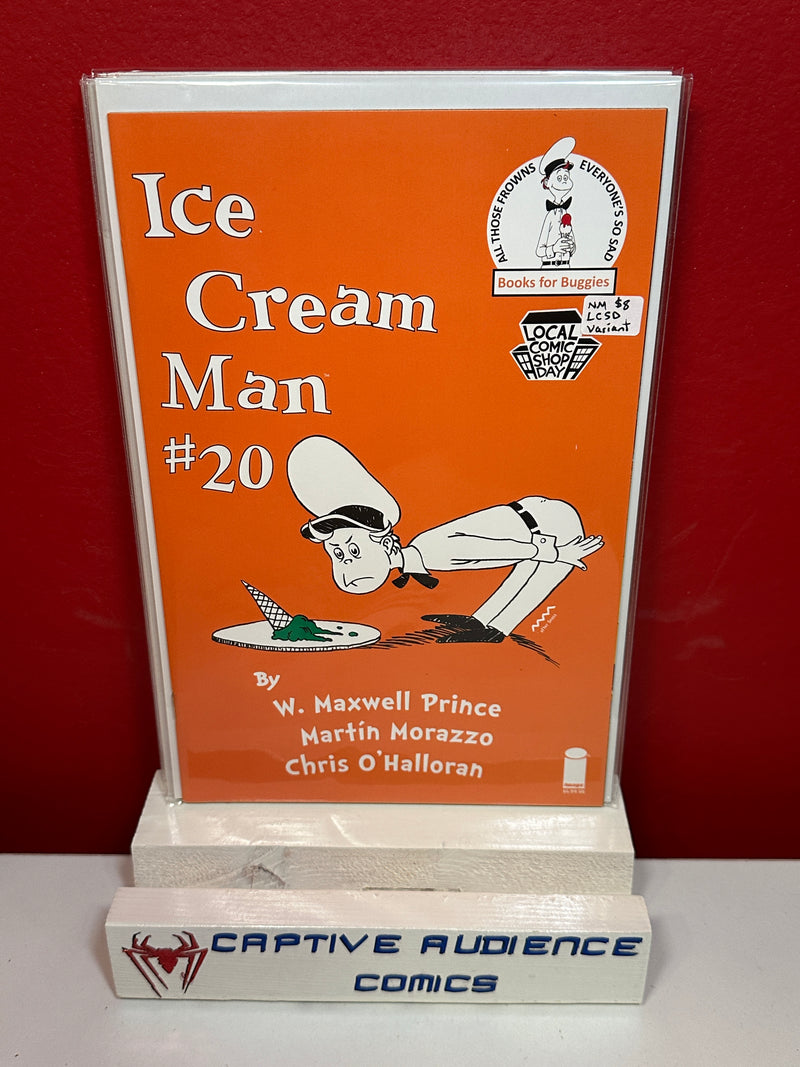 Ice
Cream
Man
#20
ALL THOSE FROWNS
EVERYONE'S SO SAD
Books for Buggies
NM $8
LCSD
Variant
LOCAL
COMIC
SHOP
DAY
By
W. Maxwell Prince
Martín Morazzo
Chris O'Halloran
CAPTIVE AUDIENCE
COMICS